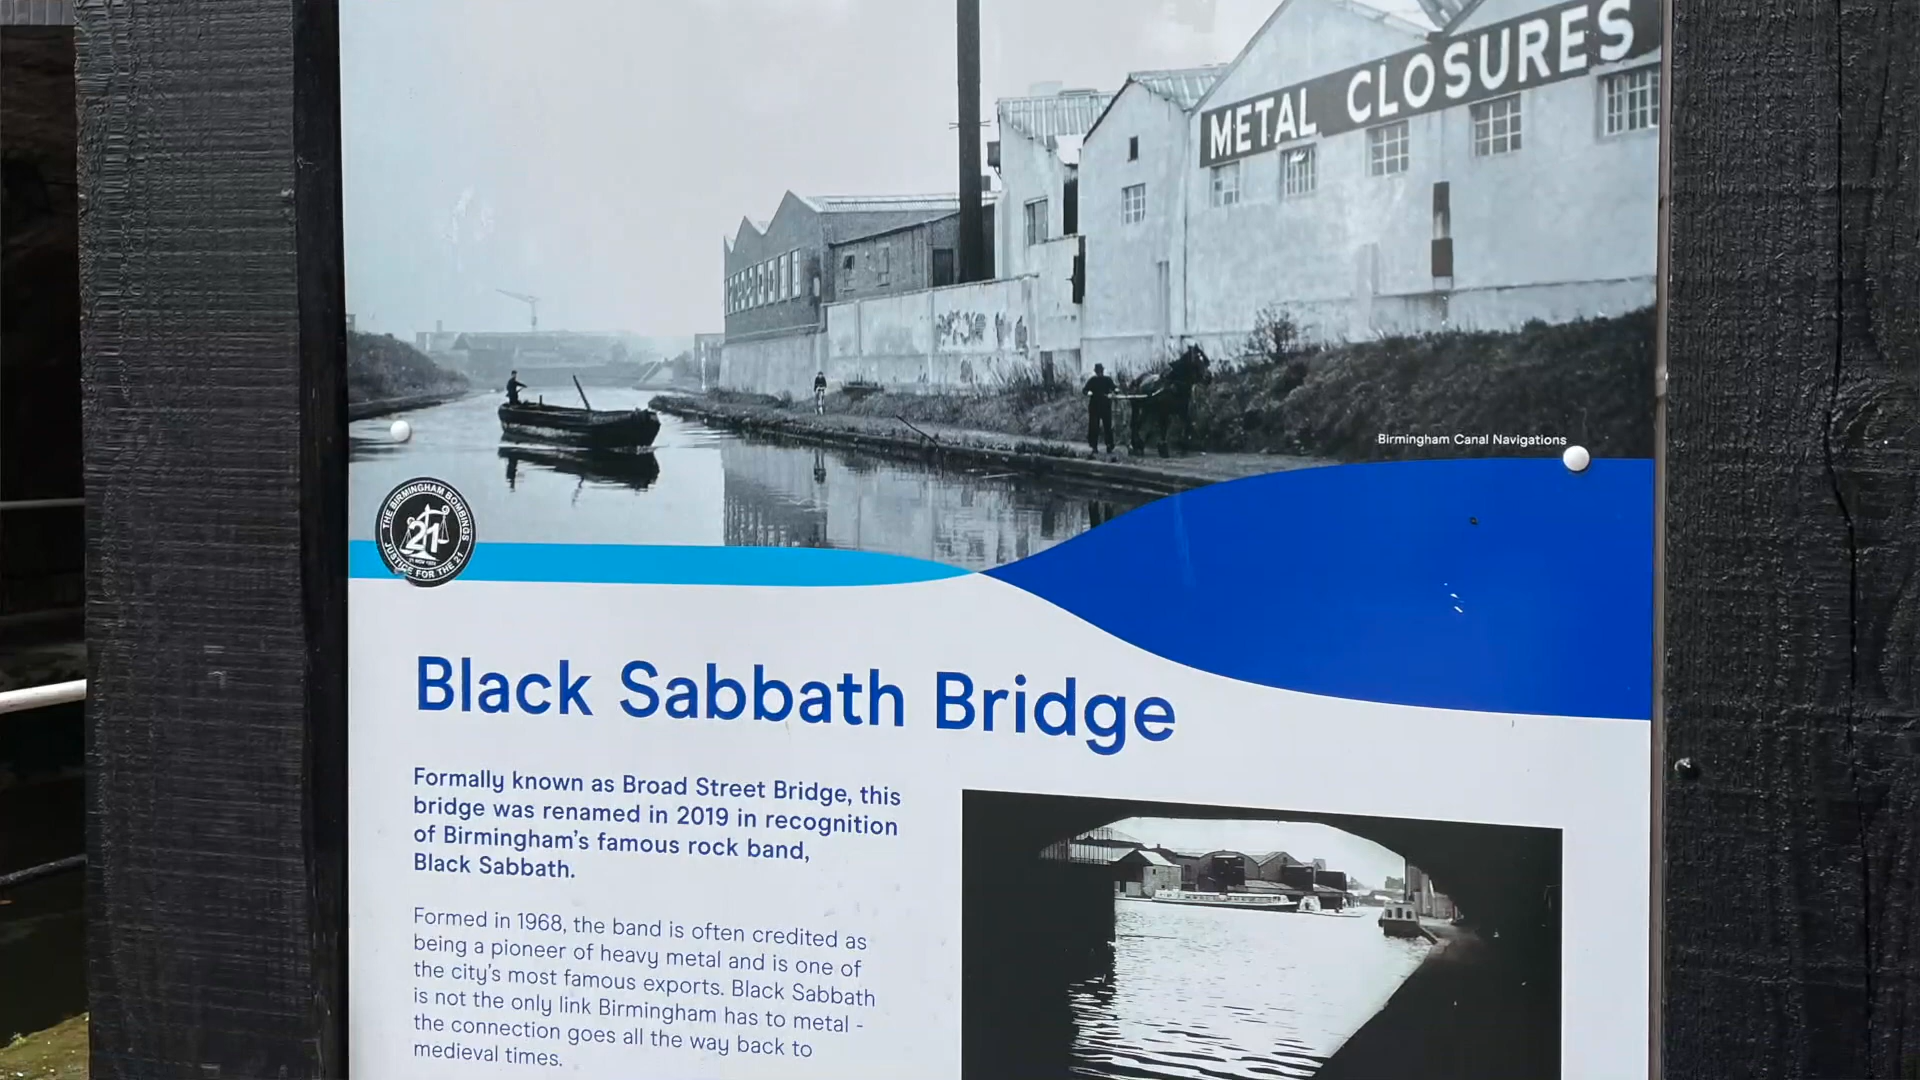 METAL CLOSURES
Birmingham Canal Navigations
THE BIRMINGHAM BOMBINGS
21
JUSTICE FOR THE 21
Black Sabbath Bridge
Formally known as Broad Street Bridge, this
bridge was renamed in 2019 in recognition
of Birmingham's famous rock band,
Black Sabbath.
Formed in 1968, the band is often credited as
being a pioneer of heavy metal and is one of
the city's most famous exports. Black Sabbath
is not the only link Birmingham has to metal -
the connection goes all the way back to
medieval times.